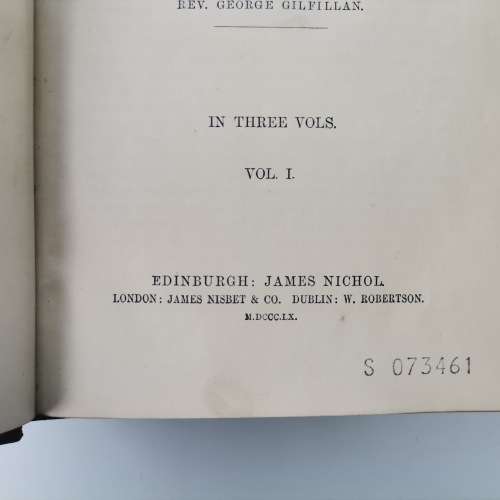 REV. GEORGE GILFILLAN.
IN THREE VOLS.
VOL. I.
EDINBURGH: JAMES NICHOL.
LONDON: JAMES NISBET & CO. DUBLIN: W. ROBERTSON.
M.DCCC.LX.
S 073461